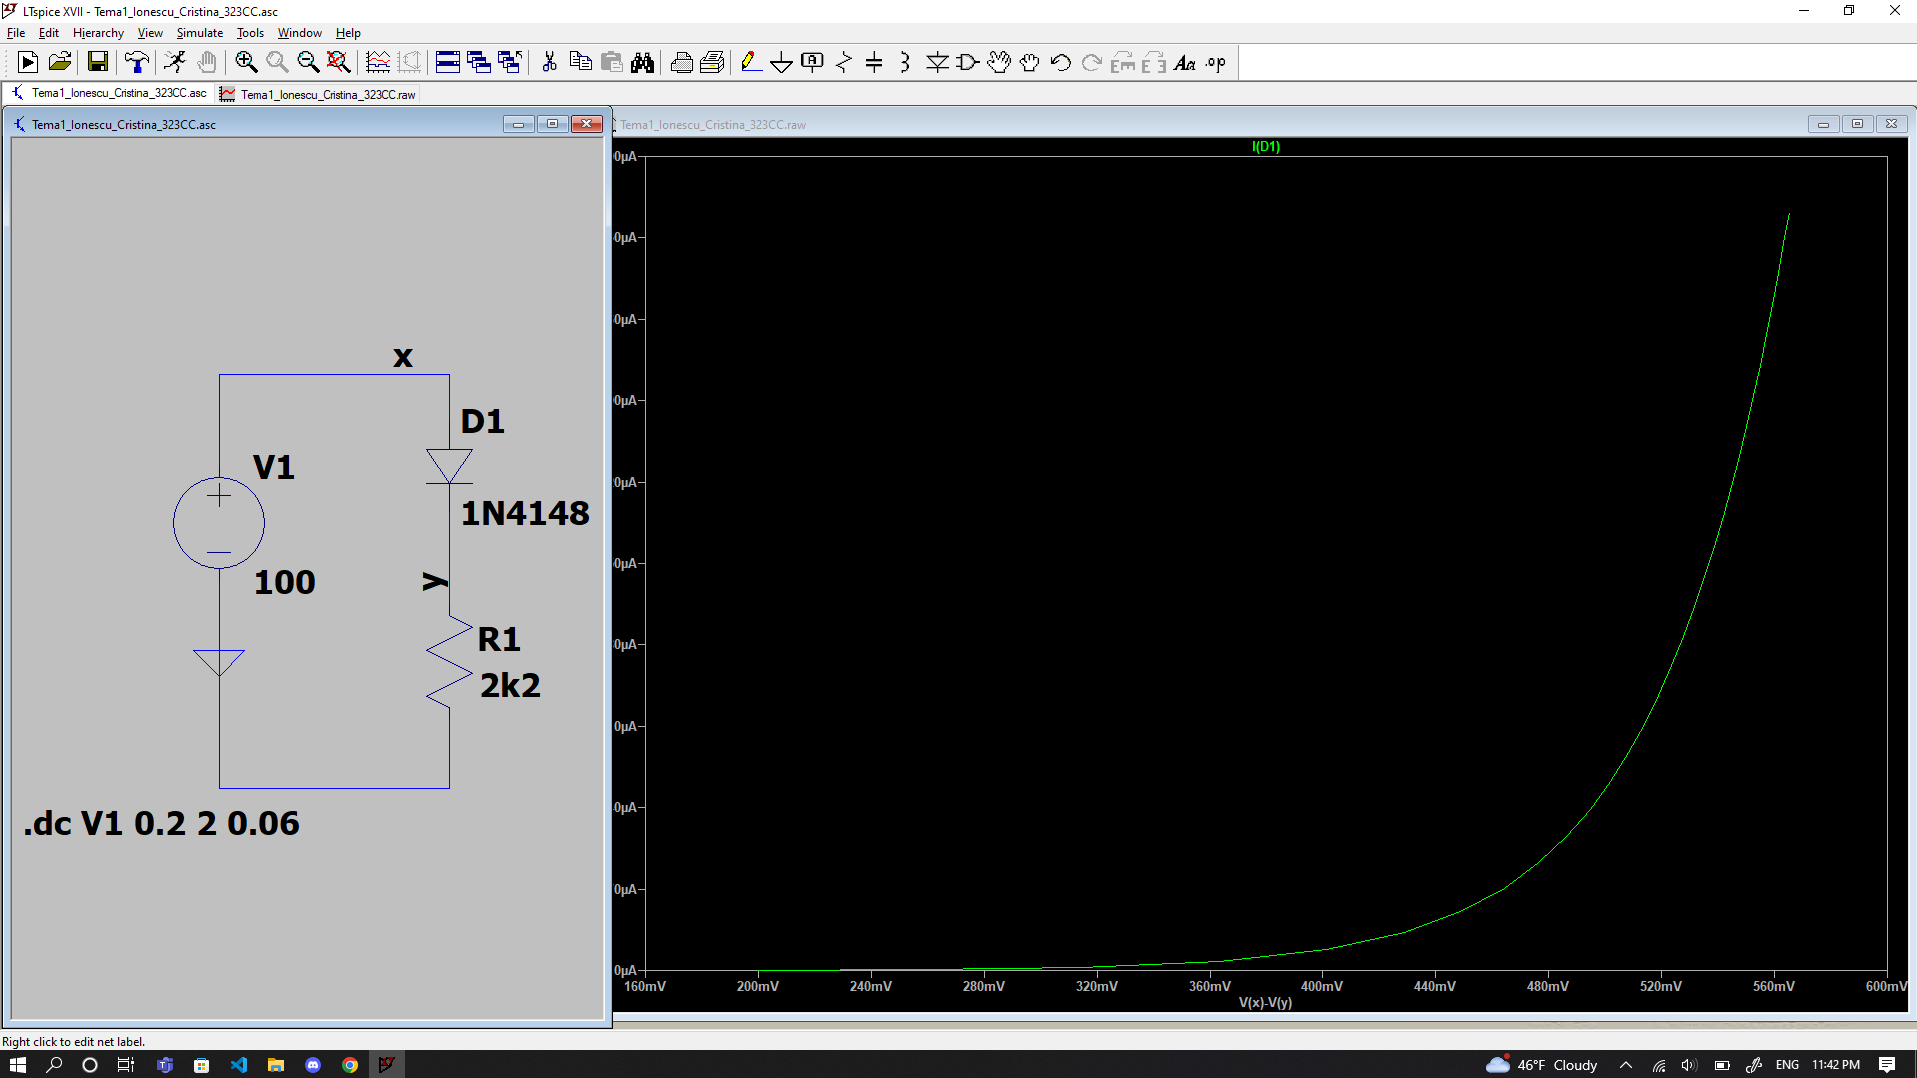 LTspice XVII - Tema1_Ionescu_Cristina_323CC.asc
File Edit Hierarchy View Simulate Tools Window Help
Tema1_Ionescu_Cristina_323CC.asc Tema1_Ionescu_Cristina_323CC.raw
Tema1_Ionescu_Cristina_323CC.asc
x
D1
V1
1N4148
y
100
R1
2k2
.dc V1 0.2 2 0.06
Tema1_Ionescu_Cristina_323CC.raw
I(D1)
0µA
0µA
0µA
0µA
0µA
0µA
0µA
0µA
0µA
0µA
0µA
160mV 200mV 240mV 280mV 320mV 360mV 400mV 440mV 480mV 520mV 560mV 600mV
V(x)-V(y)
Right click to edit net label.
46°F Cloudy ENG 11:42 PM